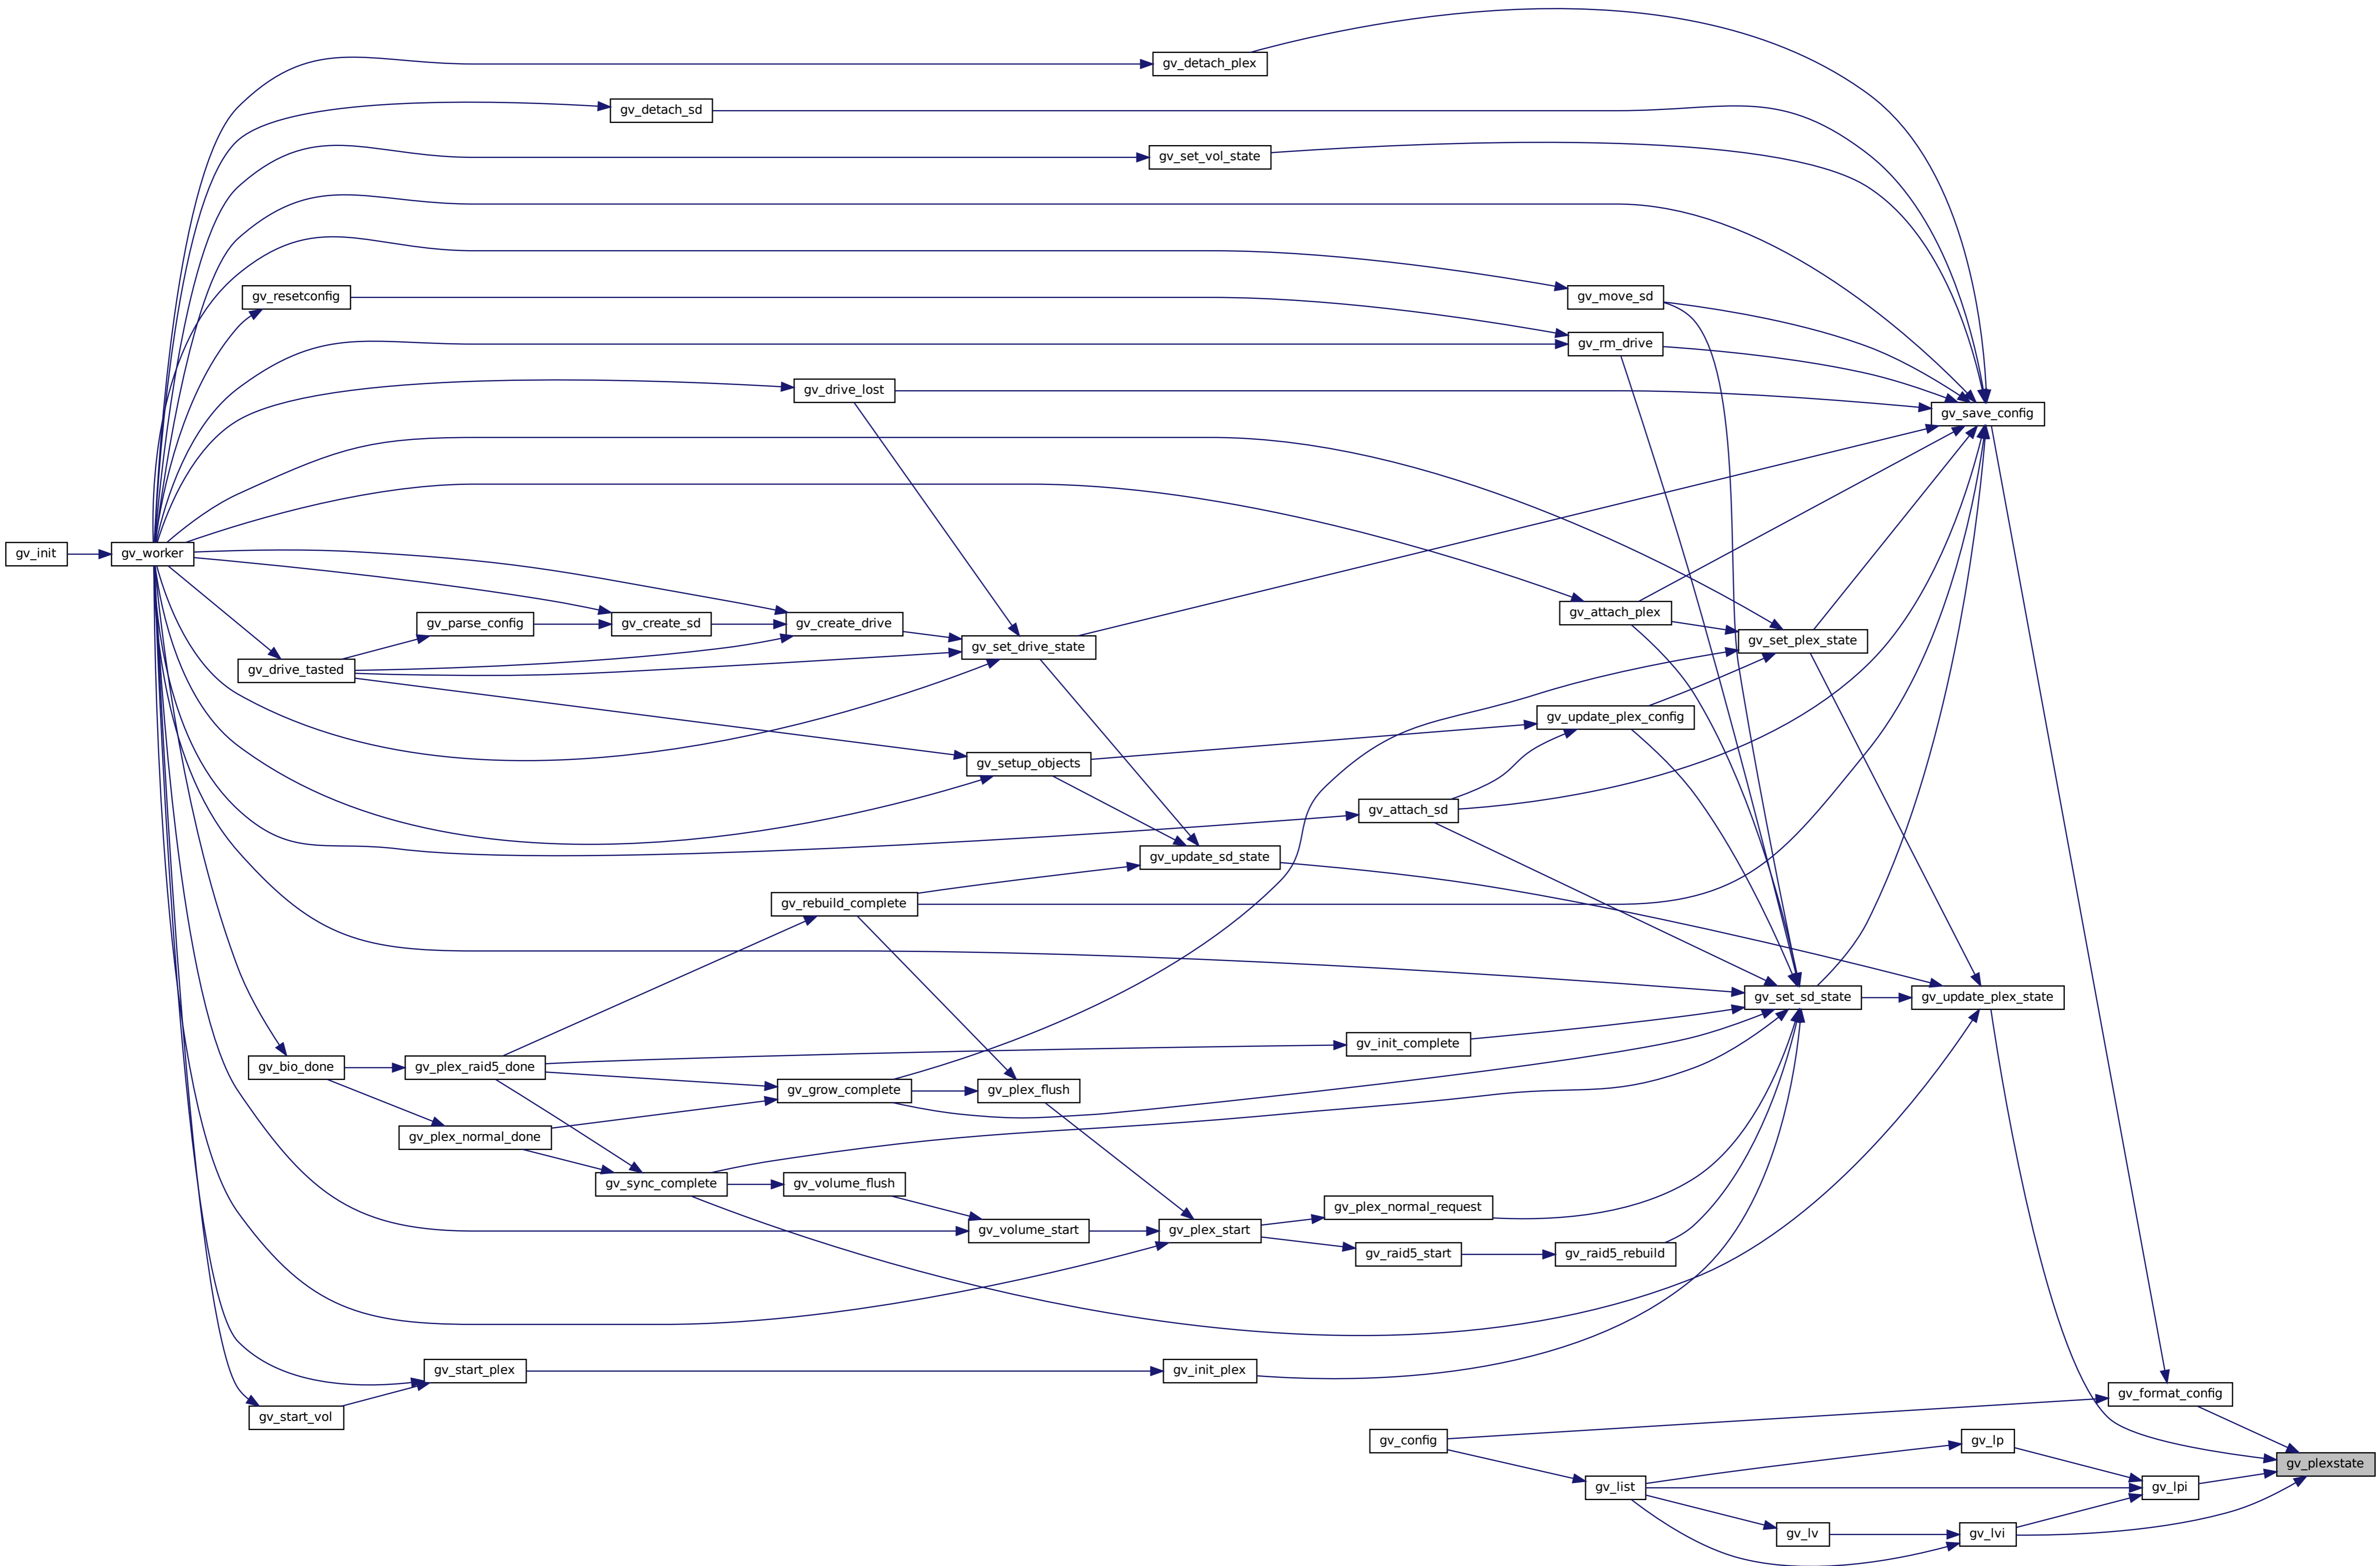 gv_detach_plex
gv_detach_sd
gv_set_vol_state
gv_resetconfig
gv_move_sd
gv_rm_drive
gv_drive_lost
gv_save_config
gv_init
gv_worker
gv_parse_config
gv_create_sd
gv_create_drive
gv_attach_plex
gv_drive_tasted
gv_set_drive_state
gv_set_plex_state
gv_update_plex_config
gv_setup_objects
gv_attach_sd
gv_update_sd_state
gv_rebuild_complete
gv_set_sd_state
gv_update_plex_state
gv_init_complete
gv_bio_done
gv_plex_raid5_done
gv_grow_complete
gv_plex_flush
gv_plex_normal_done
gv_sync_complete
gv_volume_flush
gv_plex_normal_request
gv_volume_start
gv_plex_start
gv_raid5_start
gv_raid5_rebuild
gv_start_plex
gv_init_plex
gv_format_config
gv_start_vol
gv_config
gv_lp
gv_plexstate
gv_list
gv_lpi
gv_lv
gv_lvi